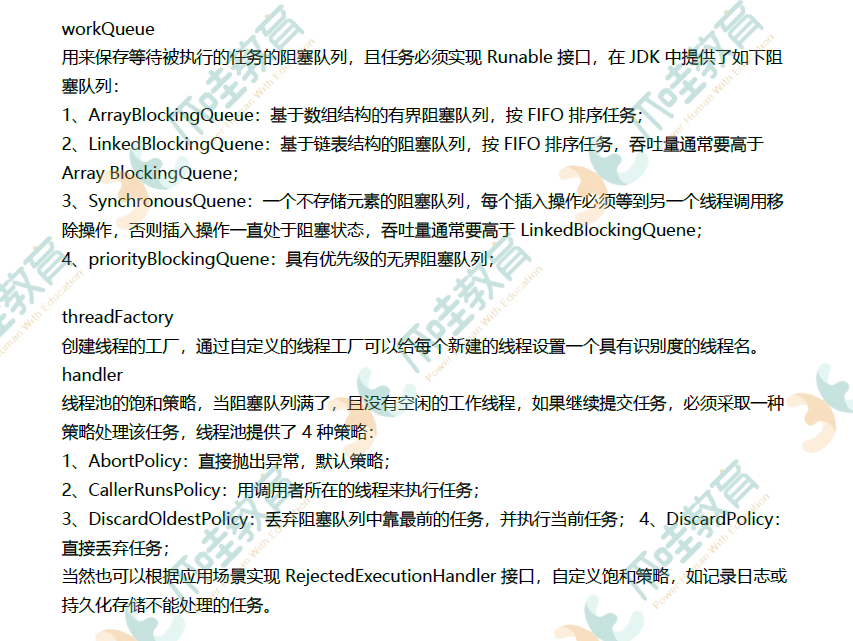 workQueue
用来保存等待被执行的任务的阻塞队列，且任务必须实现 Runable 接口，在 JDK 中提供了如下阻
塞队列：
1、ArrayBlockingQueue：基于数组结构的有界阻塞队列，按 FIFO 排序任务；
2、LinkedBlockingQuene：基于链表结构的阻塞队列，按 FIFO 排序任务，吞吐量通常要高于
Array BlockingQuene；
3、SynchronousQuene：一个不存储元素的阻塞队列，每个插入操作必须等到另一个线程调用移
除操作，否则插入操作一直处于阻塞状态，吞吐量通常要高于 LinkedBlockingQuene；
4、priorityBlockingQuene：具有优先级的无界阻塞队列；
threadFactory
创建线程的工厂，通过自定义的线程工厂可以给每个新建的线程设置一个具有识别度的线程名。
handler
线程池的饱和策略，当阻塞队列满了，且没有空闲的工作线程，如果继续提交任务，必须采取一种
策略处理该任务，线程池提供了 4 种策略：
1、AbortPolicy：直接抛出异常，默认策略；
2、CallerRunsPolicy：用调用者所在的线程来执行任务；
3、DiscardOldestPolicy：丢弃阻塞队列中靠最前的任务，并执行当前任务； 4、DiscardPolicy：
直接丢弃任务；
当然也可以根据应用场景实现 RejectedExecutionHandler 接口，自定义饱和策略，如记录日志或
持久化存储不能处理的任务。